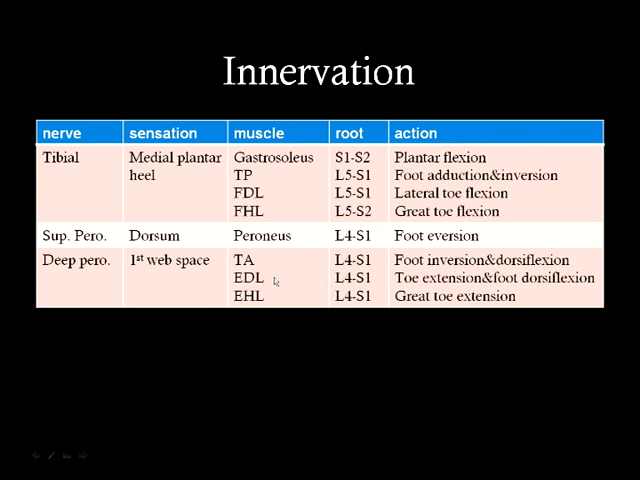 Innervation
nerve sensation muscle root action
Tibial Medial plantar Gastrosoleus S1-S2 Plantar flexion
heel TP L5-S1 Foot adduction&inversion
FDL L5-S1 Lateral toe flexion
FHL L5-S2 Great toe flexion
Sup. Pero. Dorsum Peroneus L4-S1 Foot eversion
Deep pero. 1st web space TA L4-S1 Foot inversion&dorsiflexion
EDL L4-S1 Toe extension&foot dorsiflexion
EHL L4-S1 Great toe extension